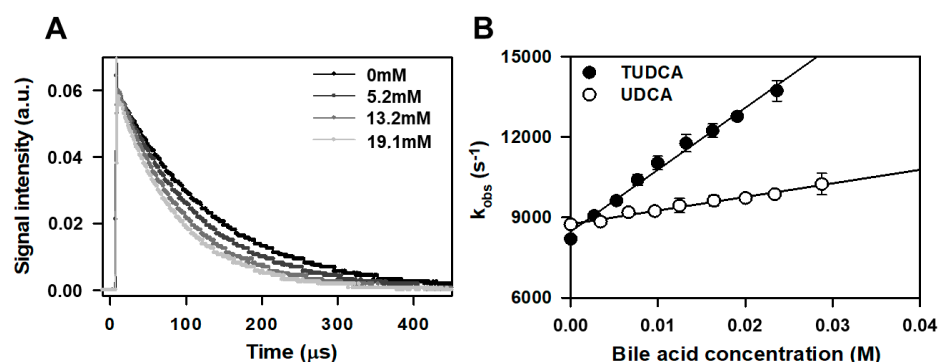 A
Signal intensity (a.u.)
0.06
0.04
0.02
0.00
0mM
5.2mM
13.2mM
19.1mM
0
100
200
300
400
Time (μs)
B
k_obs (s⁻¹)
15000
12000
9000
6000
TUDCA
UDCA
0.00
0.01
0.02
0.03
0.04
Bile acid concentration (M)